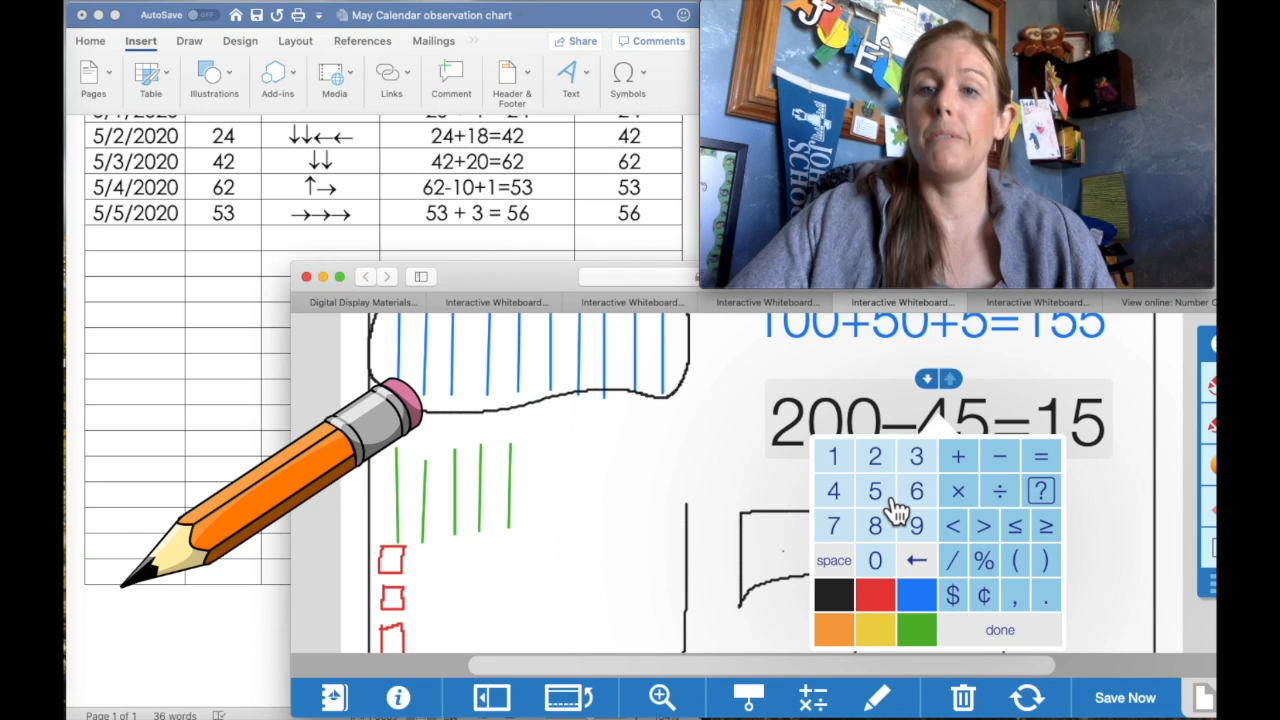 AutoSave OFF May Calendar observation chart
Home Insert Draw Design Layout References Mailings Share Comments
Pages Table Illustrations Add-ins Media Links Comment Header & Footer Text Symbols
5/2/2020 24 ↓↓←← 24+18=42 42
5/3/2020 42 ↓↓ 42+20=62 62
5/4/2020 62 ↑→ 62-10+1=53 53
5/5/2020 53 →→→ 53 + 3 = 56 56
Digital Display Materials... Interactive Whiteboard... Interactive Whiteboard... Interactive Whiteboard... Interactive Whiteboard... Interactive Whiteboard... View online: Number
100+50+5=155
200–45=15
1 2 3 + − =
4 5 6 × ÷ ?
7 8 9 < > ≤ ≥
space 0 ← / % ( )
$ ¢ , .
done
Save Now
Page 1 of 1 36 words